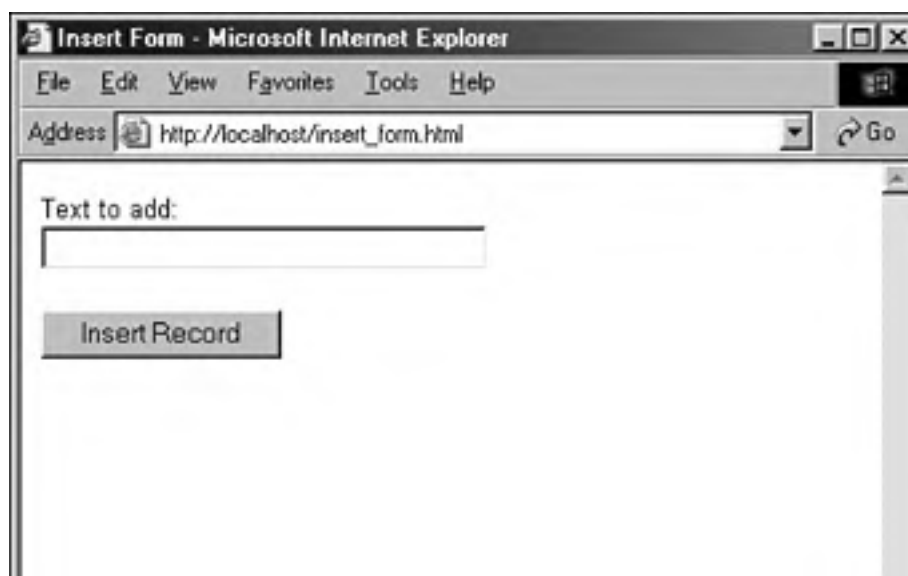 Insert Form - Microsoft Internet Explorer
File Edit View Favorites Tools Help
Address http://localhost/insert_form.html Go
Text to add:
Insert Record